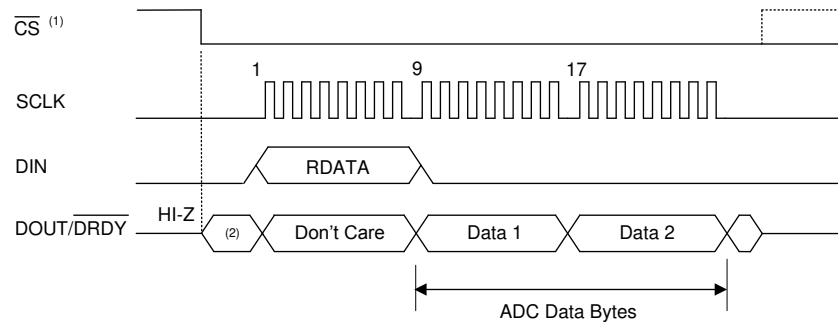 CS (1)
1 9 17
SCLK
DIN RDATA
DOUT/DRDY HI-Z (2) Don't Care Data 1 Data 2
ADC Data Bytes